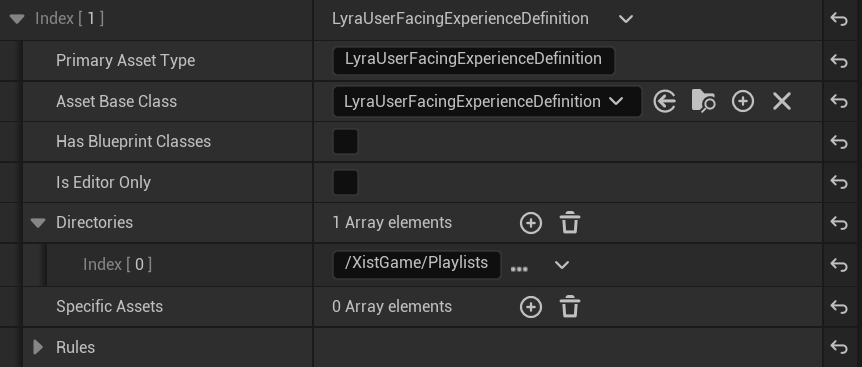 Index [ 1 ] LyraUserFacingExperienceDefinition
Primary Asset Type LyraUserFacingExperienceDefinition
Asset Base Class LyraUserFacingExperienceDefinition
Has Blueprint Classes
Is Editor Only
Directories 1 Array elements
Index [ 0 ] /XistGame/Playlists ...
Specific Assets 0 Array elements
Rules